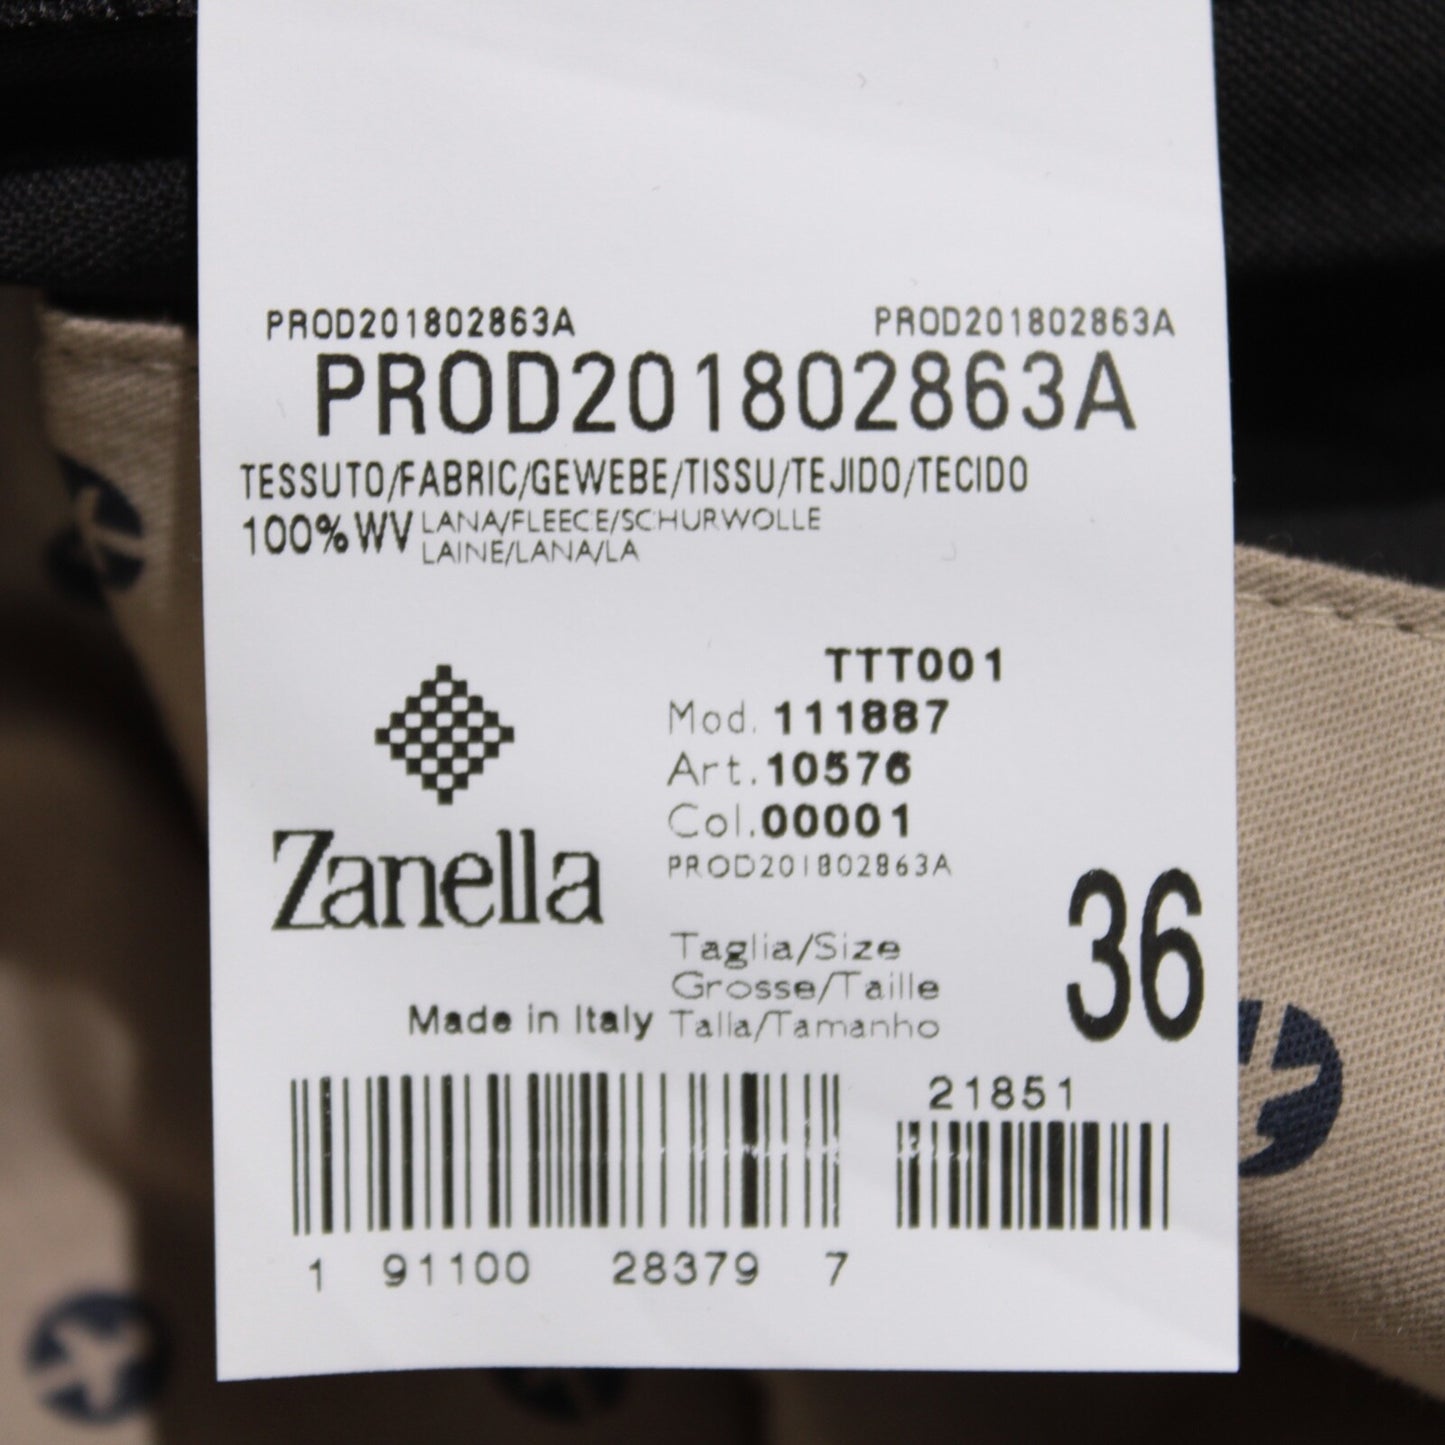 PROD201802863A PROD201802863A
PROD201802863A
TESSUTO/FABRIC/GEWEBE/TISSU/TEJIDO/TECIDO
100%WV LANA/FLEECE/SCHURWOLLE
LAINE/LANA/LA
TTT001
Mod. 111887
Art.10576
Col.00001
PROD201802863A
Zanella
36
Taglia/Size
Grosse/Taille
Made in Italy Talla/Tamanho
21851
1 91100 28379 7